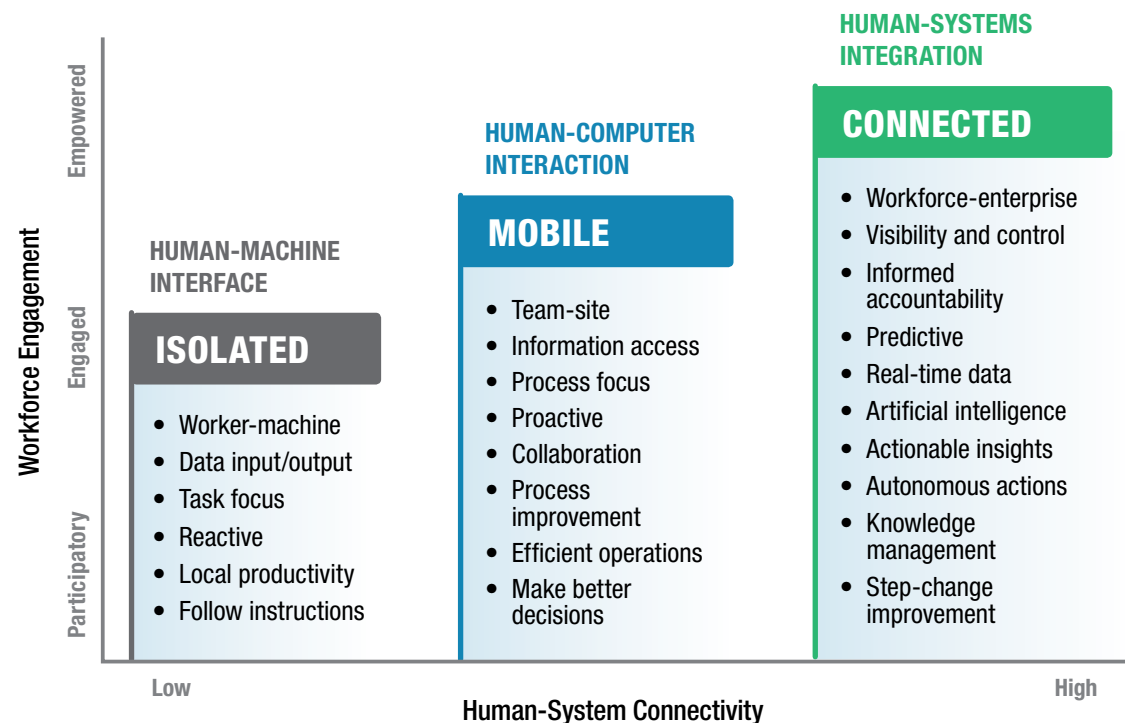 HUMAN-SYSTEMS
INTEGRATION
CONNECTED
• Workforce-enterprise
• Visibility and control
• Informed
accountability
• Predictive
• Real-time data
• Artificial intelligence
• Actionable insights
• Autonomous actions
• Knowledge
management
• Step-change
improvement
HUMAN-COMPUTER
INTERACTION
MOBILE
• Team-site
• Information access
• Process focus
• Proactive
• Collaboration
• Process
improvement
• Efficient operations
• Make better
decisions
HUMAN-MACHINE
INTERFACE
ISOLATED
• Worker-machine
• Data input/output
• Task focus
• Reactive
• Local productivity
• Follow instructions
Workforce Engagement
Empowered
Engaged
Participatory
Low
High
Human-System Connectivity